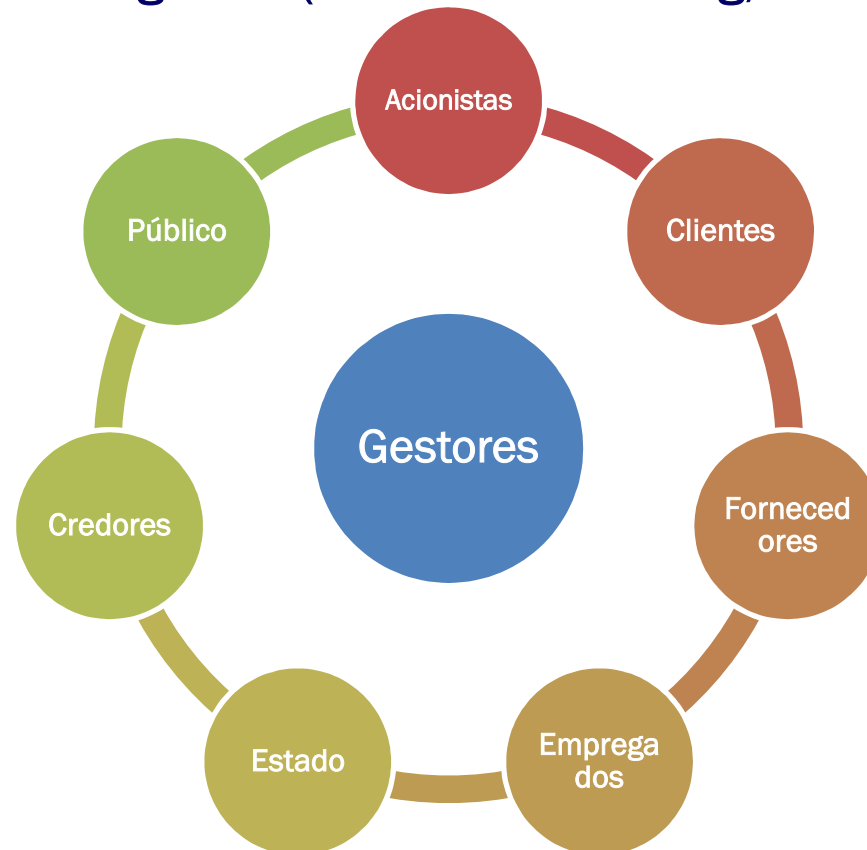 Acionistas
Público
Clientes
Gestores
Forneced
ores
Credores
Emprega
dos
Estado